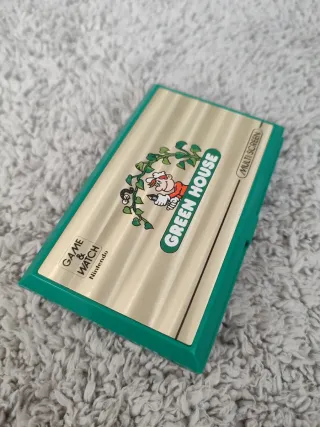 GAME
&
WATCH
Nintendo
GREEN HOUSE
MULTI SCREEN